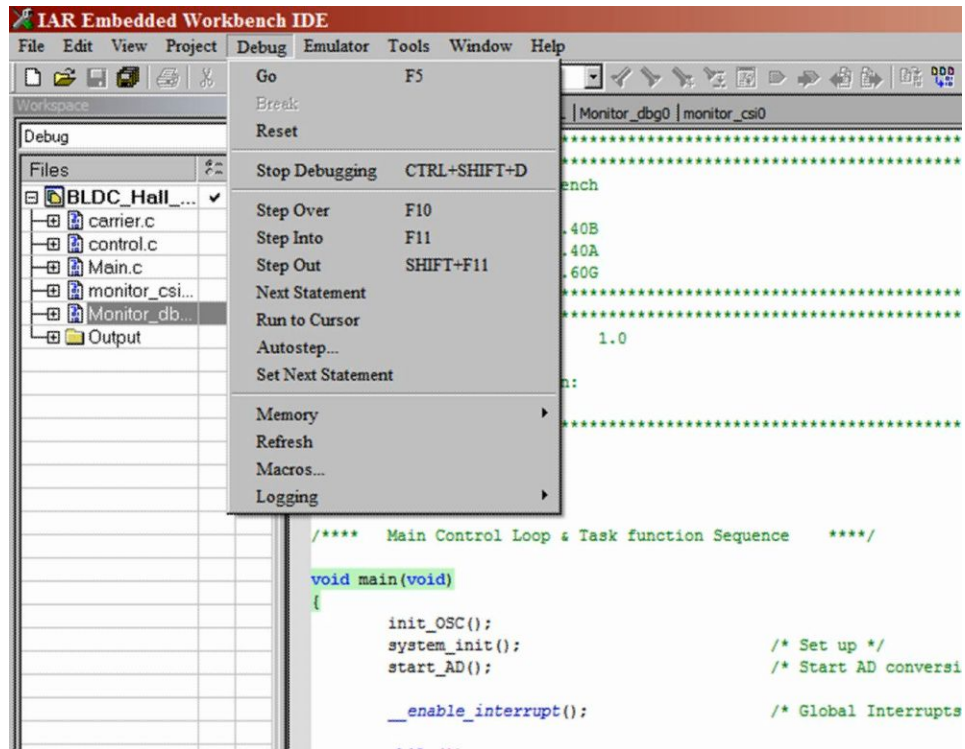 IAR Embedded Workbench IDE
File Edit View Project Debug Emulator Tools Window Help
Workspace
Debug
Files
BLDC_Hall_...
carrier.c
control.c
Main.c
monitor_csi...
Monitor_db...
Output
Go F5
Break
Reset
Stop Debugging CTRL+SHIFT+D
Step Over F10
Step Into F11
Step Out SHIFT+F11
Next Statement
Run to Cursor
Autostep...
Set Next Statement
Memory
Refresh
Macros...
Logging
Monitor_dbg0 | monitor_csi0
ench
.40B
.40A
.60G
1.0
n:
/**** Main Control Loop & Task function Sequence ****/
void main(void)
{
init_OSC();
system_init(); /* Set up */
start_AD(); /* Start AD conversi
__enable_interrupt(); /* Global Interrupts